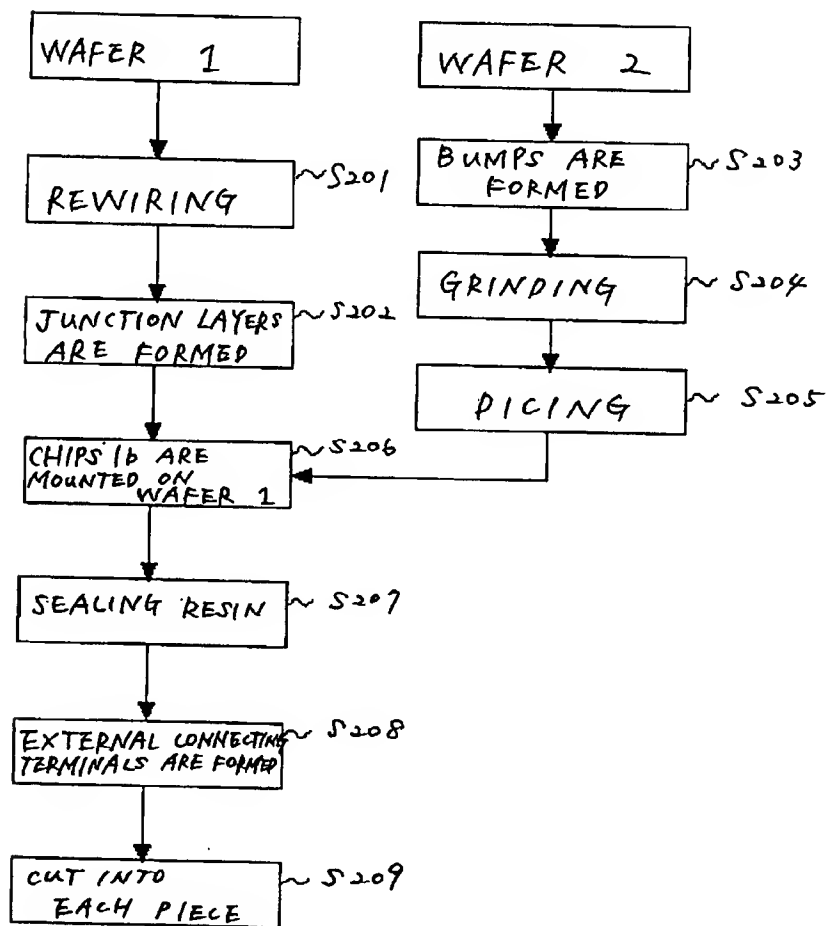 WAFER 1
REWIRING
S201
JUNCTION LAYERS
ARE FORMED
S202
WAFER 2
BUMPS ARE
FORMED
S203
GRINDING
S204
DICING
S205
CHIPS 1b ARE
MOUNTED ON
WAFER 1
S206
SEALING RESIN
S207
EXTERNAL CONNECTING
TERMINALS ARE FORMED
S208
CUT INTO
EACH PIECE
S209